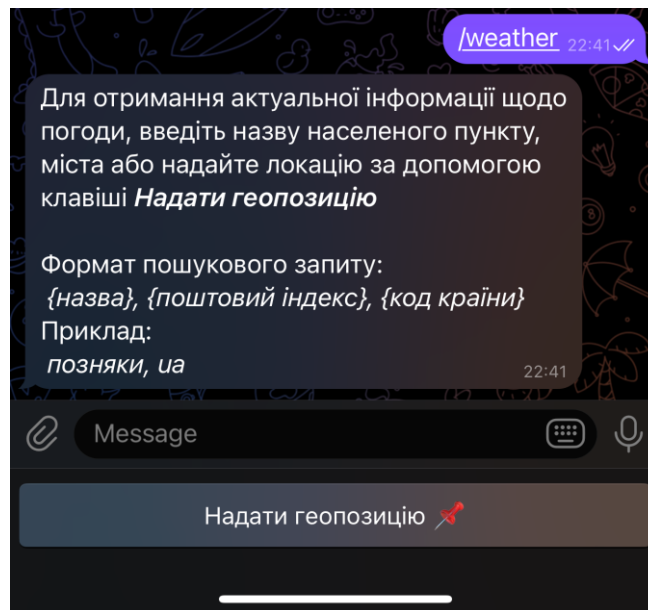 /weather 22:41
Для отримання актуальної інформації щодо
погоди, введіть назву населеного пункту,
міста або надайте локацію за допомогою
клавіші Надати геопозицію
Формат пошукового запиту:
{назва}, {поштовий індекс}, {код країни}
Приклад:
позняки, ua
22:41
Message
Надати геопозицію